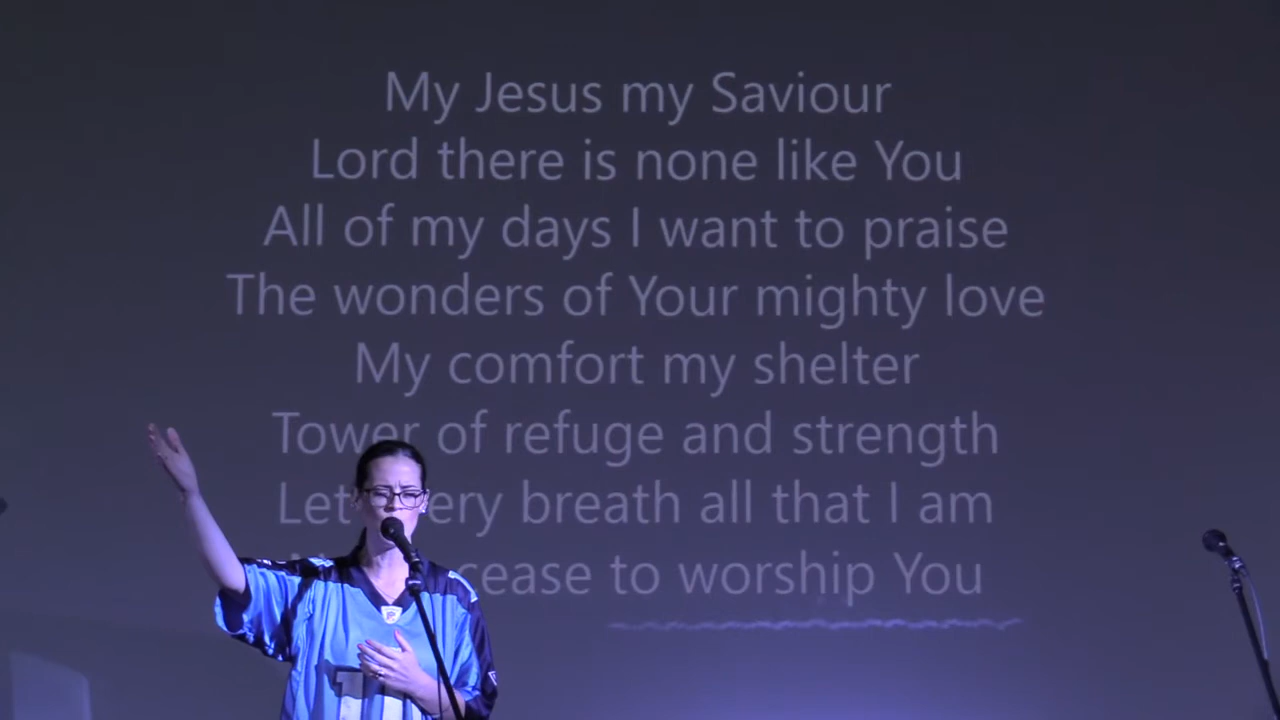 My Jesus my Saviour
Lord there is none like You
All of my days I want to praise
The wonders of Your mighty love
My comfort my shelter
Tower of refuge and strength
Let breath all that I am
cease to worship You